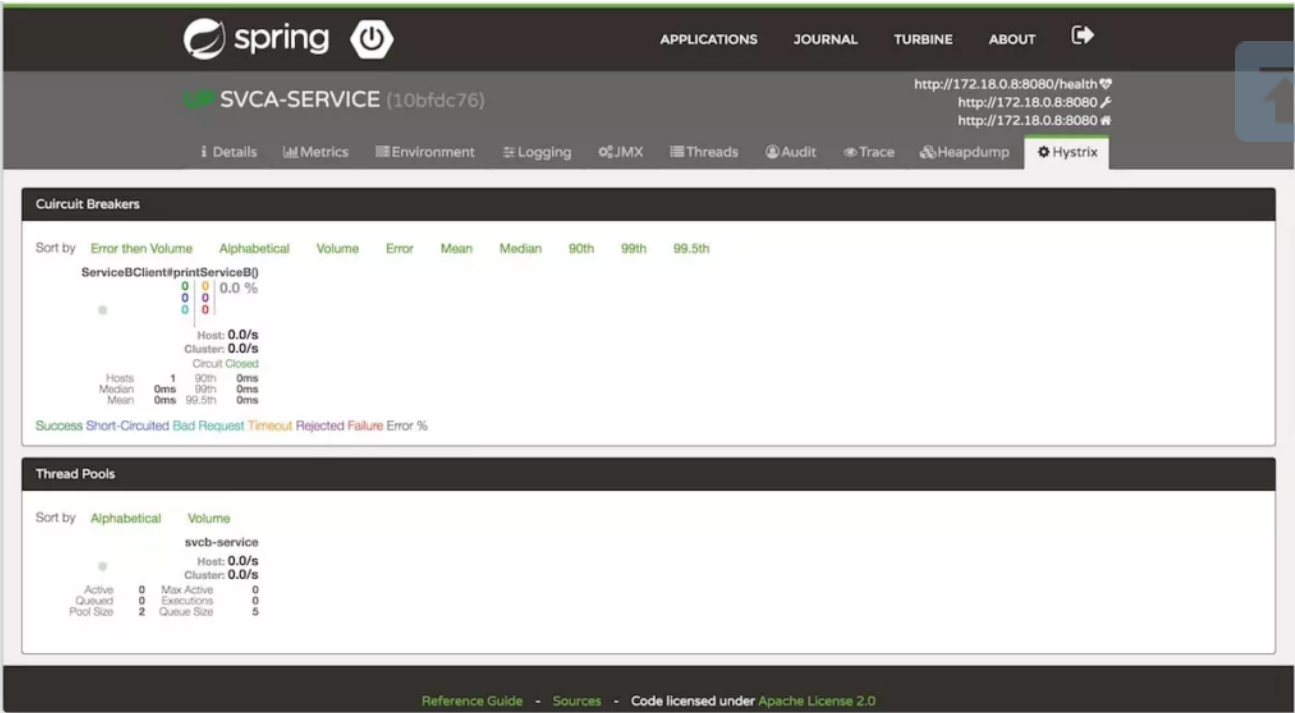 spring
APPLICATIONS JOURNAL TURBINE ABOUT
UP SVCA-SERVICE (10bfdc76)
http://172.18.0.8:8080/health
http://172.18.0.8:8080
http://172.18.0.8:8080
Details Metrics Environment Logging JMX Threads Audit Trace Heapdump Hystrix
Cuircuit Breakers
Sort by Error then Volume Alphabetical Volume Error Mean Median 90th 99th 99.5th
ServiceBClient#printServiceB()
0 0 0.0 %
0 0
0 0
Host: 0.0/s
Cluster: 0.0/s
Circuit Closed
Hosts 1 90th 0ms
Median 0ms 99th 0ms
Mean 0ms 99.5th 0ms
Success Short-Circuited Bad Request Timeout Rejected Failure Error %
Thread Pools
Sort by Alphabetical Volume
svcb-service
Host: 0.0/s
Cluster: 0.0/s
Active 0 Max Active 0
Queued 0 Executions 0
Pool Size 2 Queue Size 5
Reference Guide - Sources - Code licensed under Apache License 2.0